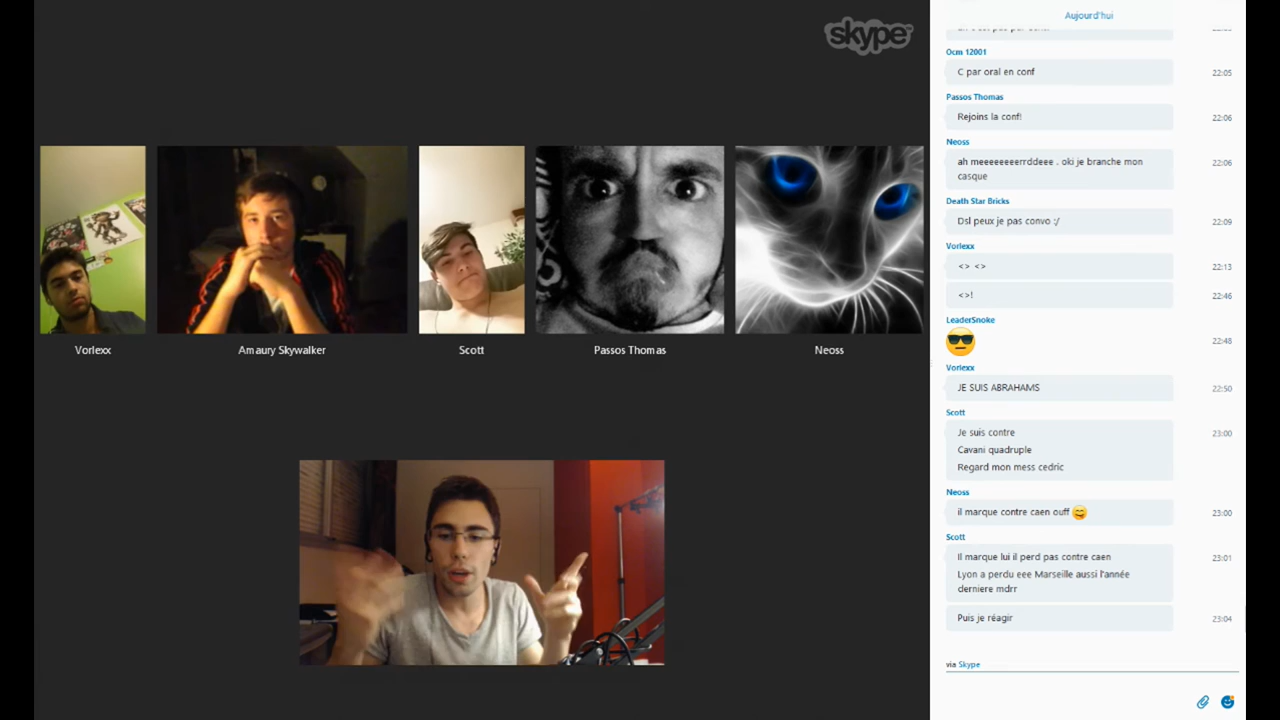 skype
Aujourd'hui
Ocm 12001
C par oral en conf
22:05
Passos Thomas
Rejoins la conf!
22:06
Neoss
ah meeeeeeeerrddeee . oki je branche mon
casque
22:06
Death Star Bricks
Dsl peux je pas convo :/
22:09
Vorlexx
<> <>
22:13
<>!
22:46
LeaderSnoke
22:48
Vorlexx
JE SUIS ABRAHAMS
22:50
Scott
Je suis contre
23:00
Cavani quadruple
Regard mon mess cedric
Neoss
il marque contre caen ouff
23:00
Scott
Il marque lui il perd pas contre caen
23:01
Lyon a perdu eee Marseille aussi l'année
derniere mdrr
Puis je réagir
23:04
via Skype
Vorlexx
Amaury Skywalker
Scott
Passos Thomas
Neoss